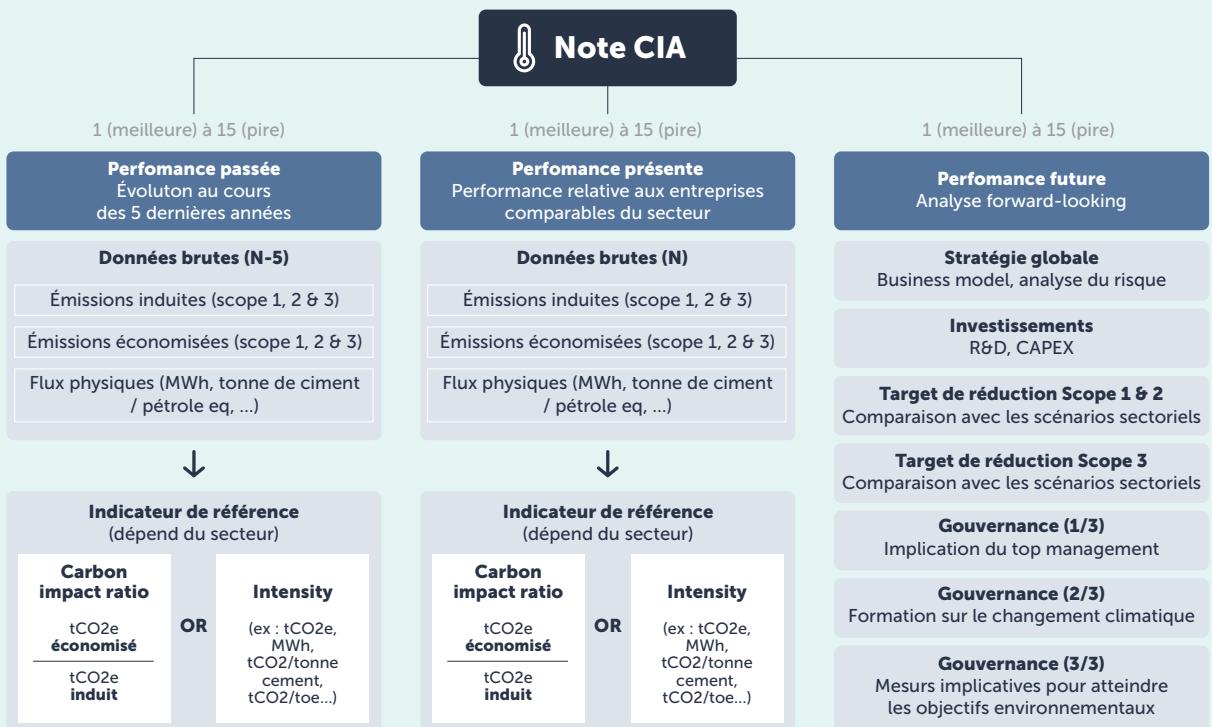 Note CIA
1 (meilleure) à 15 (pire)
Perfomance passée
Évoluton au cours
des 5 dernières années
Données brutes (N-5)
Émissions induites (scope 1, 2 & 3)
Émissions économisées (scope 1, 2 & 3)
Flux physiques (MWh, tonne de ciment
/ pétrole eq, ...)
Indicateur de référence
(dépend du secteur)
Carbon
impact ratio
tCO2e
économisé
tCO2e
induit
OR
Intensity
(ex : tCO2e,
MWh,
tCO2/tonne
cement,
tCO2/toe...)
1 (meilleure) à 15 (pire)
Perfomance présente
Performance relative aux entreprises
comparables du secteur
Données brutes (N)
Émissions induites (scope 1, 2 & 3)
Émissions économisées (scope 1, 2 & 3)
Flux physiques (MWh, tonne de ciment
/ pétrole eq, ...)
Indicateur de référence
(dépend du secteur)
Carbon
impact ratio
tCO2e
économisé
tCO2e
induit
OR
Intensity
(ex : tCO2e,
MWh,
tCO2/tonne
cement,
tCO2/toe...)
1 (meilleure) à 15 (pire)
Perfomance future
Analyse forward-looking
Stratégie globale
Business model, analyse du risque
Investissements
R&D, CAPEX
Target de réduction Scope 1 & 2
Comparaison avec les scénarios sectoriels
Target de réduction Scope 3
Comparaison avec les scénarios sectoriels
Gouvernance (1/3)
Implication du top management
Gouvernance (2/3)
Formation sur le changement climatique
Gouvernance (3/3)
Mesurs implicatives pour atteindre
les objectifs environnementaux